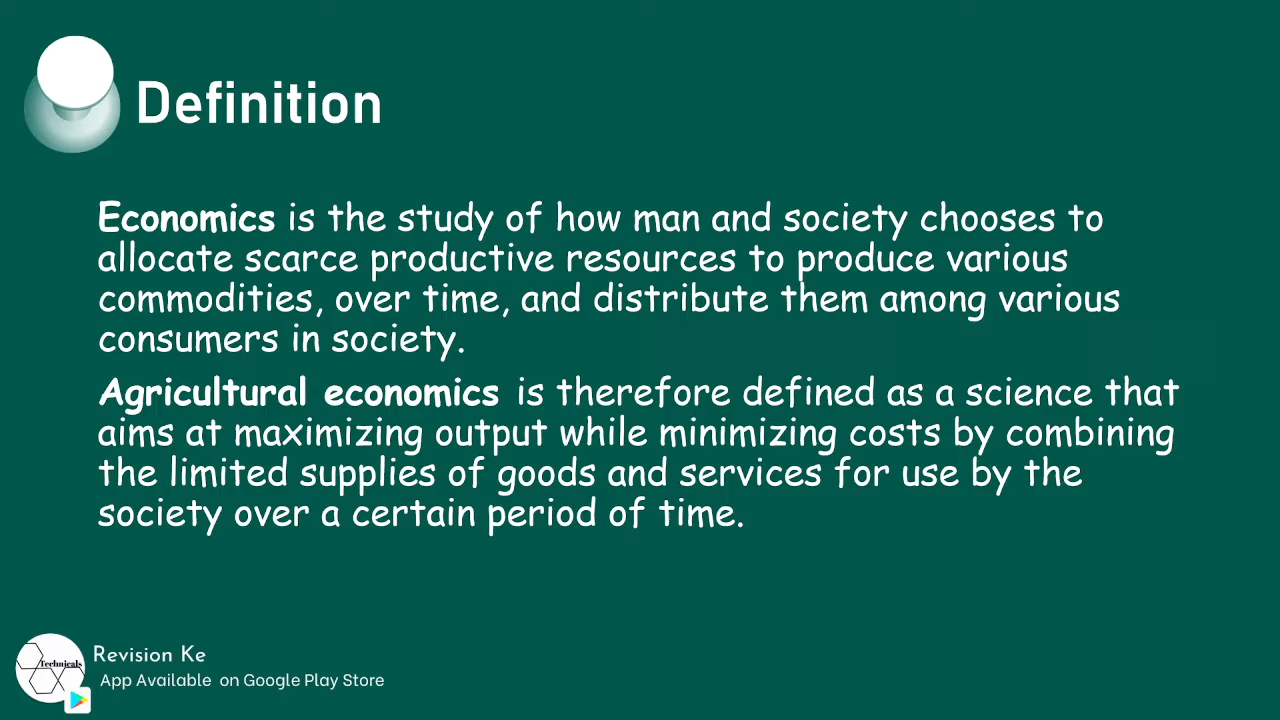 Definition
Economics is the study of how man and society chooses to
allocate scarce productive resources to produce various
commodities, over time, and distribute them among various
consumers in society.
Agricultural economics is therefore defined as a science that
aims at maximizing output while minimizing costs by combining
the limited supplies of goods and services for use by the
society over a certain period of time.
Technicals
Revision Ke
App Available on Google Play Store